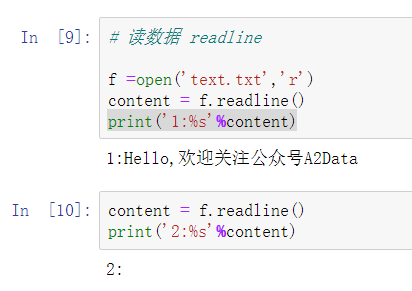 In [9]:
# 读数据 readline
f =open('text.txt','r')
content = f.readline()
print('1:%s'%content)
1:Hello,欢迎关注公众号A2Data
In [10]:
content = f.readline()
print('2:%s'%content)
2: